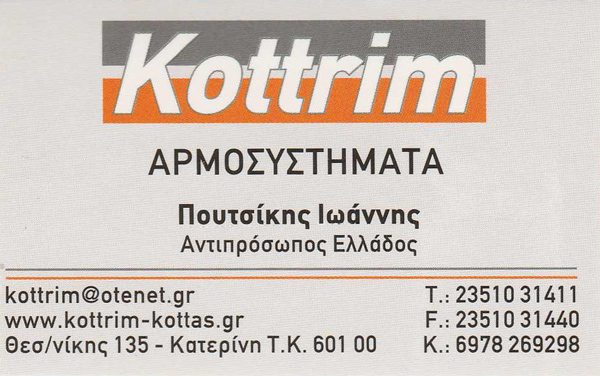 Kottrim
ΑΡΜΟΣΥΣΤΗΜΑΤΑ
Πουτσίκης Ιωάννης
Αντιπρόσωπος Ελλάδος
kottrim@otenet.gr
www.kottrim-kottas.gr
Θεσ/νίκης 135 - Κατερίνη Τ.Κ. 601 00
Τ.: 23510 31411
F.: 23510 31440
Κ.: 6978 269298